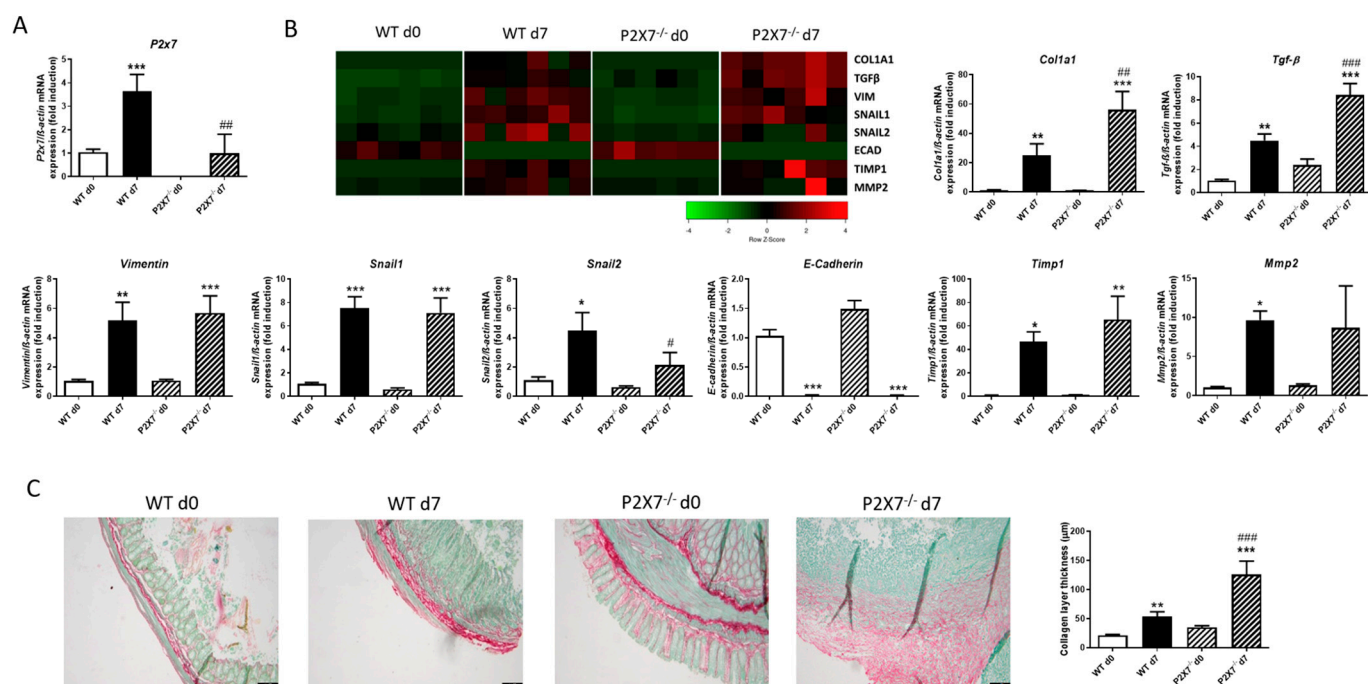 A
P2x7
P2x7/ß-actin mRNA
expression (fold induction)
5
4
3
2
1
0
***
##
WT d0
WT d7
P2X7-/- d0
P2X7-/- d7
B
WT d0
WT d7
P2X7-/- d0
P2X7-/- d7
COL1A1
TGFβ
VIM
SNAIL1
SNAIL2
ECAD
TIMP1
MMP2
-4
-2
0
2
4
Row Z-Score
Col1a1
Col1a1/ß-actin mRNA
expression (fold induction)
80
60
40
20
0
**
##
***
WT d0
WT d7
P2X7-/- d0
P2X7-/- d7
Tgf-β
Tgf-ß/ß-actin mRNA
expression (fold induction)
10
8
6
4
2
0
**
###
***
WT d0
WT d7
P2X7-/- d0
P2X7-/- d7
Vimentin
Vimentin/ß-actin mRNA
expression (fold induction)
8
6
4
2
0
**
***
WT d0
WT d7
P2X7-/- d0
P2X7-/- d7
Snail1
Snail1/ß-actin mRNA
expression (fold induction)
10
8
6
4
2
0
***
***
WT d0
WT d7
P2X7-/- d0
P2X7-/- d7
Snail2
Snail2/ß-actin mRNA
expression (fold induction)
8
6
4
2
0
*
#
WT d0
WT d7
P2X7-/- d0
P2X7-/- d7
E-Cadherin
E-cadherin/ß-actin mRNA
expression (fold induction)
2.0
1.5
1.0
0.5
0.0
***
***
WT d0
WT d7
P2X7-/- d0
P2X7-/- d7
Timp1
Timp1/ß-actin mRNA
expression (fold induction)
100
80
60
40
20
0
*
**
WT d0
WT d7
P2X7-/- d0
P2X7-/- d7
Mmp2
Mmp2/ß-actin mRNA
expression (fold induction)
15
10
5
0
*
WT d0
WT d7
P2X7-/- d0
P2X7-/- d7
C
WT d0
WT d7
P2X7-/- d0
P2X7-/- d7
Collagen layer thickness (µm)
200
150
100
50
0
**
###
***
WT d0
WT d7
P2X7-/- d0
P2X7-/- d7